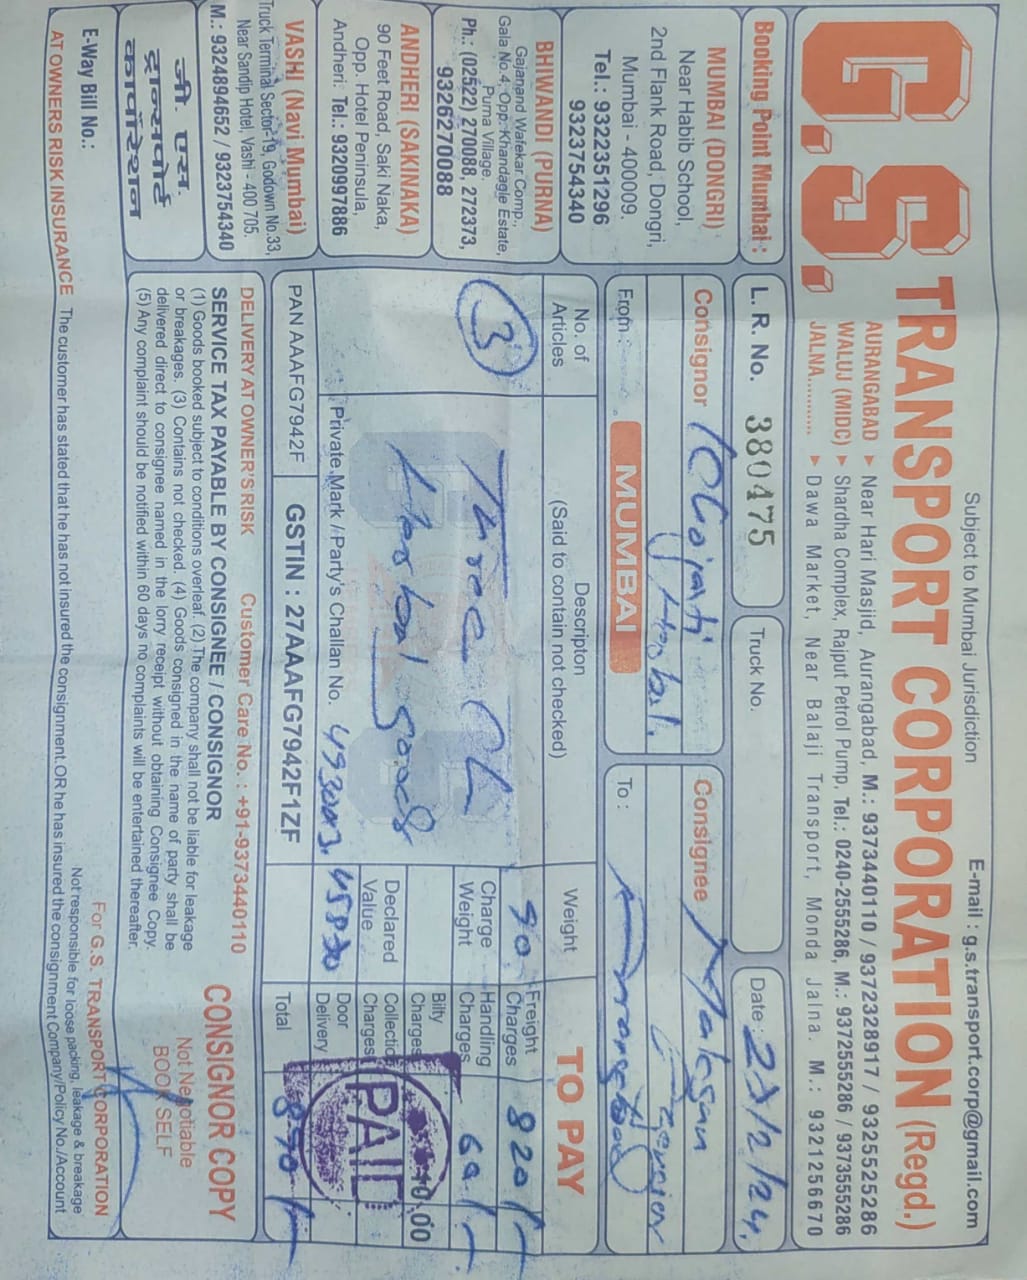 Subject to Mumbai Jurisdiction
E-mail : g.s.transport.corp@gmail.com
G.S. TRANSPORT CORPORATION (Regd.)
AURANGABAD ► Near Hari Masjid, Aurangabad, M.: 9373440110 / 9372328917 / 9325525286
WALUJ (MIDC) ► Shardha Complex, Rajput Petrol Pump, Tel.: 0240-2555286, M.: 9372555286 / 9373555286
JALNA........... ► Dawa Market, Near Balaji Transport, Monda Jalna. M.: 9321256670
Booking Point Mumbai :
MUMBAI (DONGRI)
Near Habib School,
2nd Flank Road, Dongri,
Mumbai - 400009.
Tel.: 9322351296
9323754340
BHIWANDI (PURNA)
Gajanand Wafekar Comp.,
Gala No.4, Opp. Khandagle Estate,
Purna Village.
Ph.: (02522) 270088, 272373,
9326270088
ANDHERI (SAKINAKA)
90 Feet Road, Saki Naka,
Opp. Hotel Peninsula,
Andheri. Tel.: 9320997886
VASHI (Navi Mumbai)
Truck Terminal Sector-19, Godown No.33,
Near Sandip Hotel, Vashi - 400 705.
M.: 9324894652 / 9323754340
जी. एस.
ट्रान्सपोर्ट
कार्पोरेशन
E-Way Bill No.:
L. R. No. 380475
Truck No.
Date : 27/12/24
Consignor Herbal
Consignee Malegan
From : MUMBAI
To : Aurangabad
No. of Articles
Descripton
(Said to contain not checked)
Weight
TO PAY
3
Three
Herbal goods
90
Charge Weight
Declared Value
Private Mark / Party's Challan No.
Freight Charges 820/-
Handling Charges 60/-
Bilty Charges 10.00
Collection Charges
Door Delivery
Total
PAID
PAN AAAFG7942F
GSTIN : 27AAAFG7942F1ZF
DELIVERY AT OWNER'S RISK Customer Care No. : +91-9373440110
SERVICE TAX PAYABLE BY CONSIGNEE / CONSIGNOR
(1) Goods booked subject to conditions overleaf. (2) The company shall not be liable for leakage
or breakages. (3) Contains not checked. (4) Goods consigned in the name of party shall be
delivered direct to consignee named in the lorry receipt without obtaining Consignee Copy.
(5) Any complaint should be notified within 60 days no complaints will be entertained thereafter.
CONSIGNOR COPY
Not Negotiable
BOOK SELF
For G.S. TRANSPORT CORPORATION
Not responsible for loose packing, leakage & breakage
AT OWNERS RISK INSURANCE The customer has stated that he has not insured the consignment.OR he has insured the consignment Company/Policy No./Account